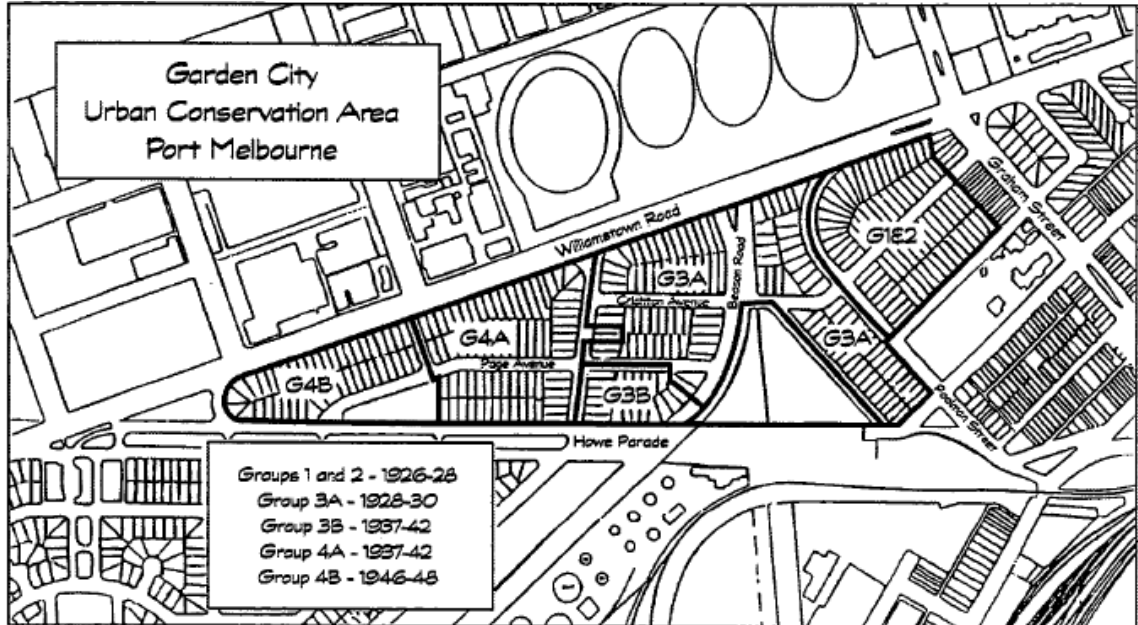 Garden City
Urban Conservation Area
Port Melbourne
Graham Street
Williamstown Road
G1&2
G3A
Beacon Road
Crichton Avenue
G4A
G3A
Page Avenue
G4B
G3B
Poolman Street
Howe Parade
Groups 1 and 2 - 1926-28
Group 3A - 1928-30
Group 3B - 1937-42
Group 4A - 1937-42
Group 4B - 1946-48